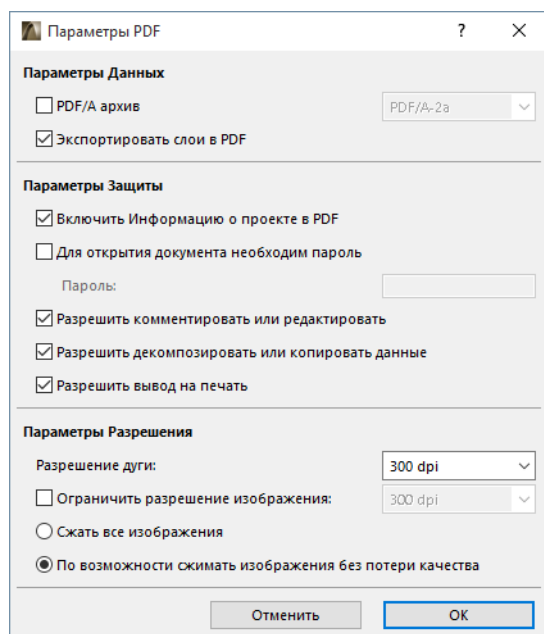 Параметры PDF
?
Параметры Данных
PDF/A архив
PDF/A-2a
Экспортировать слои в PDF
Параметры Защиты
Включить Информацию о проекте в PDF
Для открытия документа необходим пароль
Пароль:
Разрешить комментировать или редактировать
Разрешить декомпозировать или копировать данные
Разрешить вывод на печать
Параметры Разрешения
Разрешение дуги:
300 dpi
Ограничить разрешение изображения:
300 dpi
Сжать все изображения
По возможности сжимать изображения без потери качества
Отменить
OK